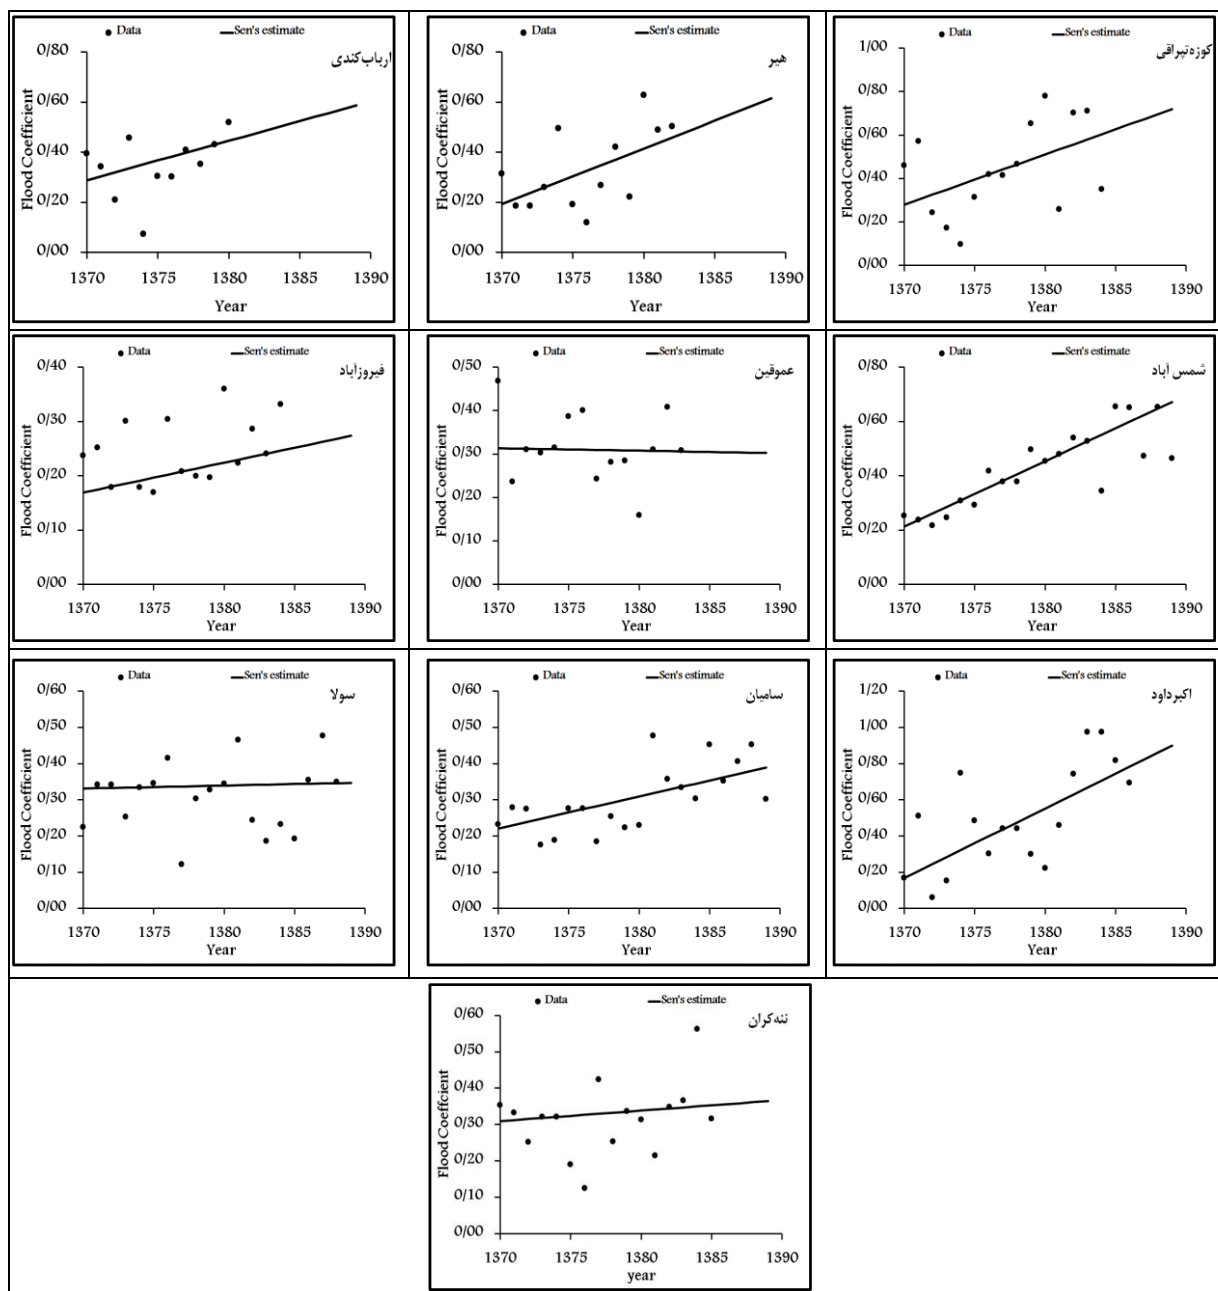 Data Sen's estimate
ارباب‌کندی
Flood Coefficient
0/80
0/60
0/40
0/20
0/00
1370 1375 1380 1385 1390
Year
Data Sen's estimate
هیر
Flood Coefficient
0/80
0/60
0/40
0/20
0/00
1370 1375 1380 1385 1390
Year
Data Sen's estimate
کوزه‌تپراقی
Flood Coefficient
1/00
0/80
0/60
0/40
0/20
0/00
1370 1375 1380 1385 1390
Year
Data Sen's estimate
فیروزآباد
Flood Coefficient
0/40
0/30
0/20
0/10
0/00
1370 1375 1380 1385 1390
Year
Data Sen's estimate
عموقین
Flood Coefficient
0/50
0/40
0/30
0/20
0/10
0/00
1370 1375 1380 1385 1390
Year
Data Sen's estimate
شمس آباد
Flood Coefficient
0/80
0/60
0/40
0/20
0/00
1370 1375 1380 1385 1390
Year
Data Sen's estimate
سولا
Flood Coefficient
0/60
0/50
0/40
0/30
0/20
0/10
0/00
1370 1375 1380 1385 1390
Year
Data Sen's estimate
سامیان
Flood Coefficient
0/60
0/50
0/40
0/30
0/20
0/10
0/00
1370 1375 1380 1385 1390
Year
Data Sen's estimate
اکبرداود
Flood Coefficient
1/20
1/00
0/80
0/60
0/40
0/20
0/00
1370 1375 1380 1385 1390
Year
Data Sen's estimate
ننه‌کران
Flood Coeffcient
0/60
0/50
0/40
0/30
0/20
0/10
0/00
1370 1375 1380 1385 1390
year